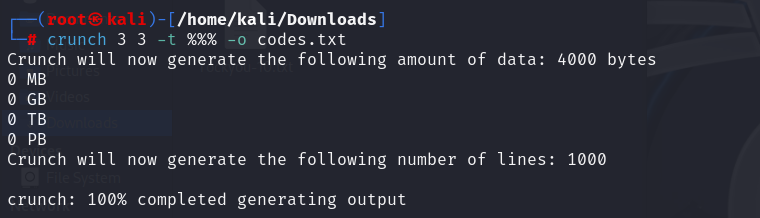 ┌──(root㉿kali)-[/home/kali/Downloads]
└─# crunch 3 3 -t %%% -o codes.txt
Crunch will now generate the following amount of data: 4000 bytes
0 MB
0 GB
0 TB
0 PB
Crunch will now generate the following number of lines: 1000
File System
crunch: 100% completed generating output